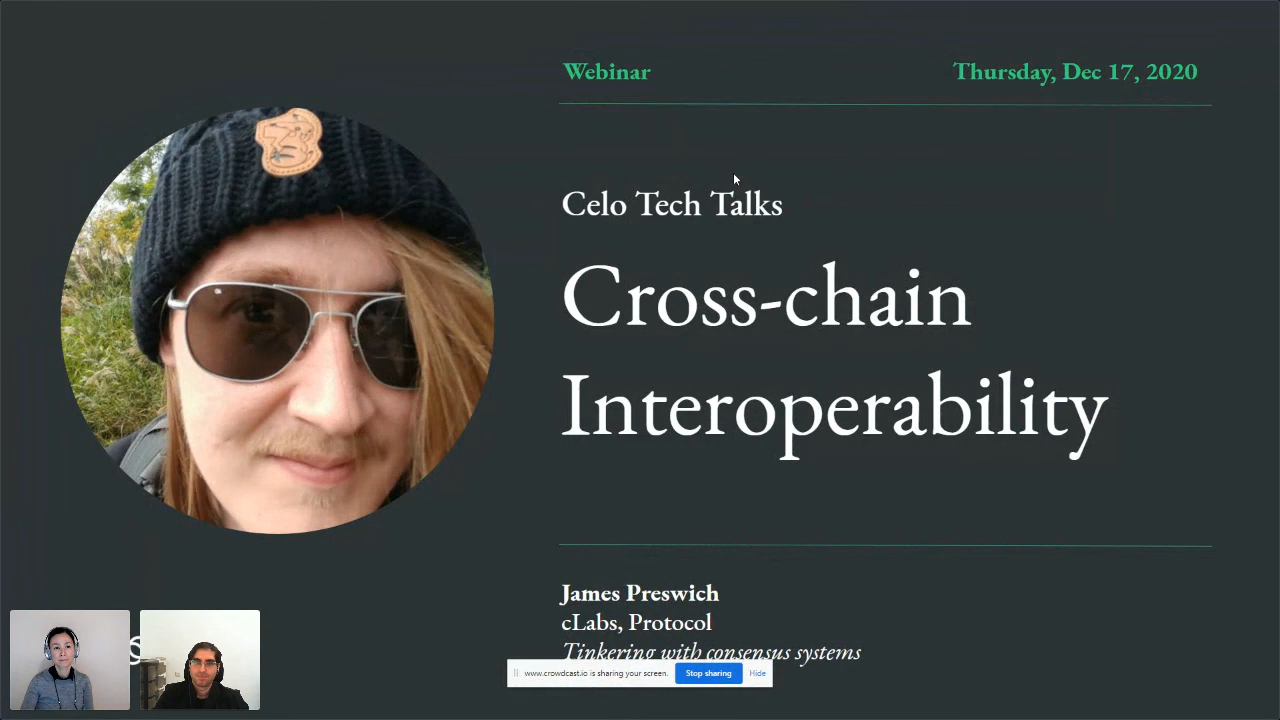 Webinar
Thursday, Dec 17, 2020
Celo Tech Talks
Cross-chain
Interoperability
James Preswich
cLabs, Protocol
Tinkering with consensus systems
www.crowdcast.io is sharing your screen.
Stop sharing
Hide